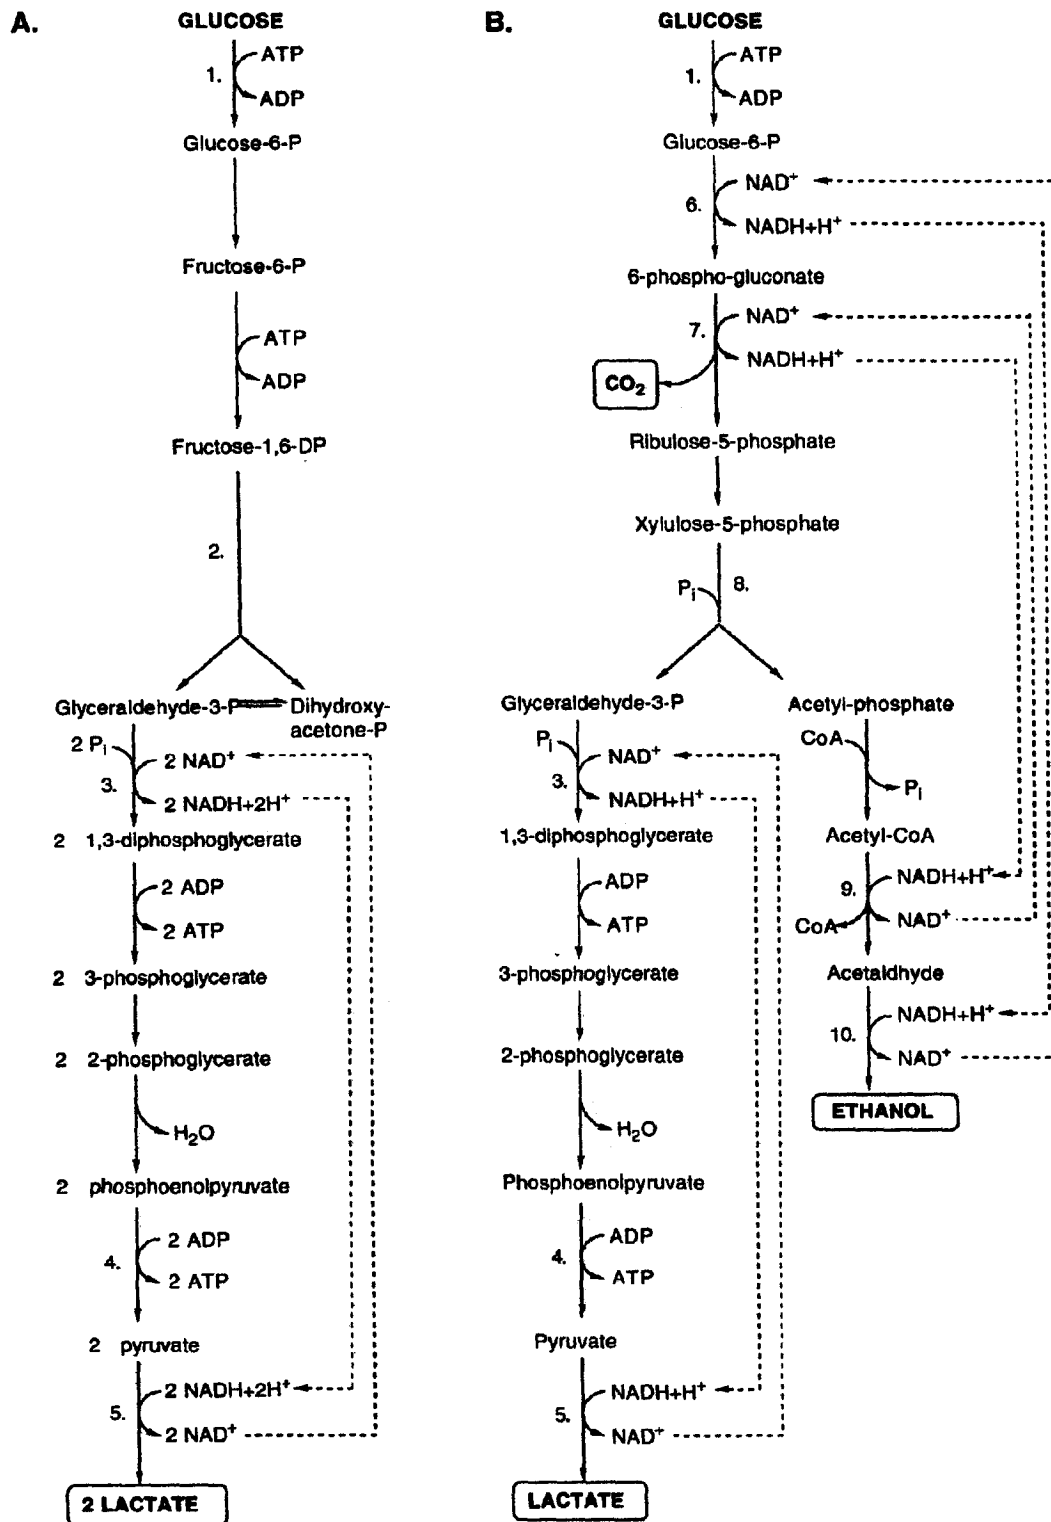 A.
GLUCOSE
ATP
1.
ADP
Glucose-6-P
Fructose-6-P
ATP
ADP
Fructose-1,6-DP
2.
Glyceraldehyde-3-P
Dihydroxy-
acetone-P
2 Pi
2 NAD+
3.
2 NADH+2H+
2 1,3-diphosphoglycerate
2 ADP
2 ATP
2 3-phosphoglycerate
2 2-phosphoglycerate
H2O
2 phosphoenolpyruvate
2 ADP
4.
2 ATP
2 pyruvate
2 NADH+2H+
5.
2 NAD+
2 LACTATE
B.
GLUCOSE
ATP
1.
ADP
Glucose-6-P
NAD+
6.
NADH+H+
6-phospho-gluconate
NAD+
7.
NADH+H+
CO2
Ribulose-5-phosphate
Xylulose-5-phosphate
Pi
8.
Glyceraldehyde-3-P
Pi
NAD+
3.
NADH+H+
1,3-diphosphoglycerate
ADP
ATP
3-phosphoglycerate
2-phosphoglycerate
H2O
Phosphoenolpyruvate
ADP
4.
ATP
Pyruvate
NADH+H+
5.
NAD+
LACTATE
Acetyl-phosphate
CoA
Pi
Acetyl-CoA
NADH+H+
9.
CoA
NAD+
Acetaldhyde
NADH+H+
10.
NAD+
ETHANOL